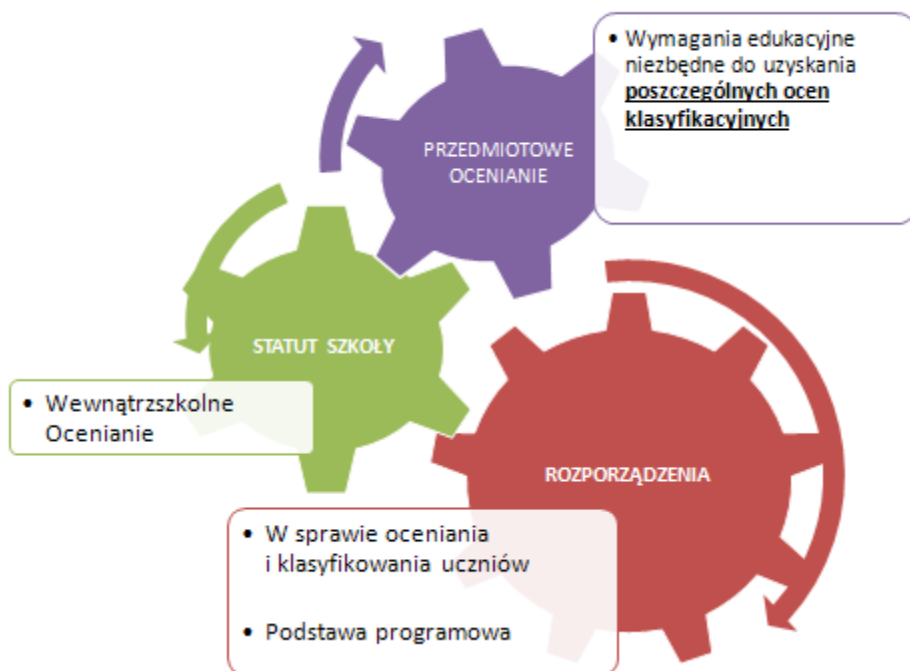 • Wymagania edukacyjne
niezbędne do uzyskania
poszczególnych ocen
klasyfikacyjnych
PRZEDMIOTOWE
OCENIANIE
STATUT SZKOŁY
• Wewnątrzszkolne
Ocenianie
ROZPORZĄDZENIA
• W sprawie oceniania
i klasyfikowania uczniów
• Podstawa programowa